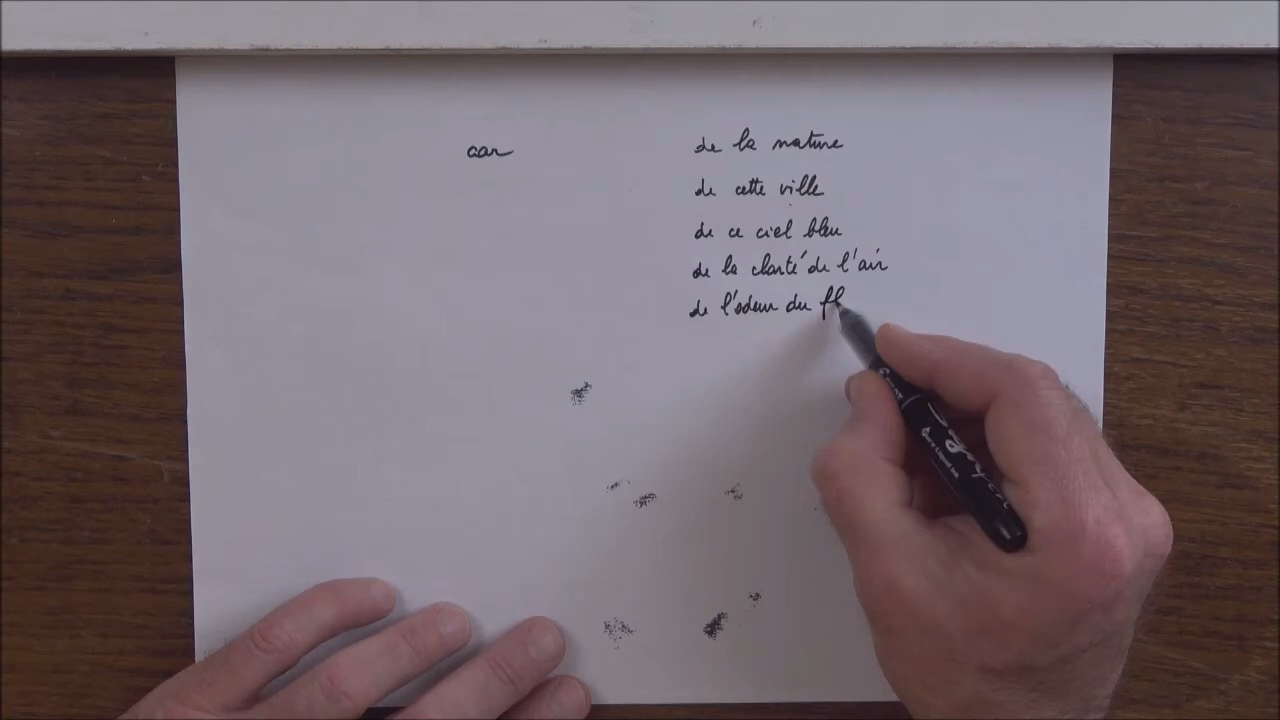 car
de la nature
de cette ville
de ce ciel bleu
de la clarté de l'air
de l'odeur du fl